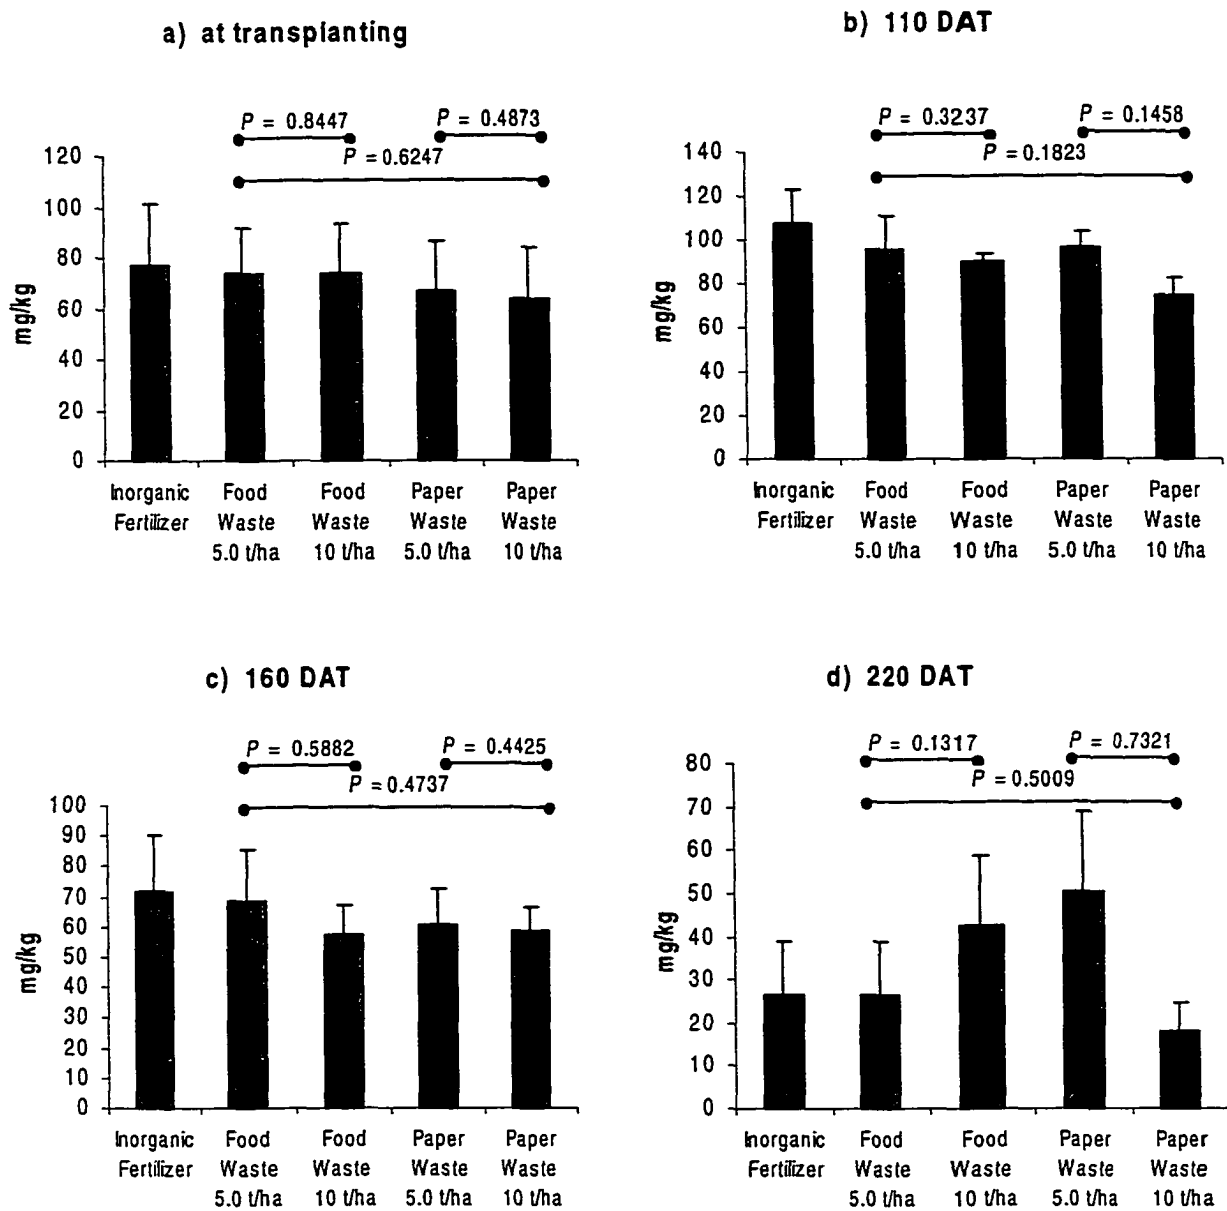 a) at transplanting
P = 0.8447
P = 0.4873
P =0.6247
120
100
80
60
40
20
0
mg/kg
Inorganic Food Food Paper Paper
Fertilizer Waste Waste Waste Waste
5.0 t/ha 10 t/ha 5.0 t/ha 10 t/ha
b) 110 DAT
P = 0.3237
P = 0.1458
P =0.1823
140
120
100
80
60
40
20
0
mg/kg
Inorganic Food Food Paper Paper
Fertilizer Waste Waste Waste Waste
5.0 t/ha 10 t/ha 5.0 t/ha 10 t/ha
c) 160 DAT
P = 0.5882
P = 0.4425
P =0.4737
100
90
80
70
60
50
40
30
20
10
0
mg/kg
Inorganic Food Food Paper Paper
Fertilizer Waste Waste Waste Waste
5.0 t/ha 10 t/ha 5.0 t/ha 10 t/ha
d) 220 DAT
P = 0.1317
P = 0.7321
P =0.5009
80
70
60
50
40
30
20
10
0
mg/kg
Inorganic Food Food Paper Paper
Fertilizer Waste Waste Waste Waste
5.0 t/ha 10 t/ha 5.0 t/ha 10 t/ha